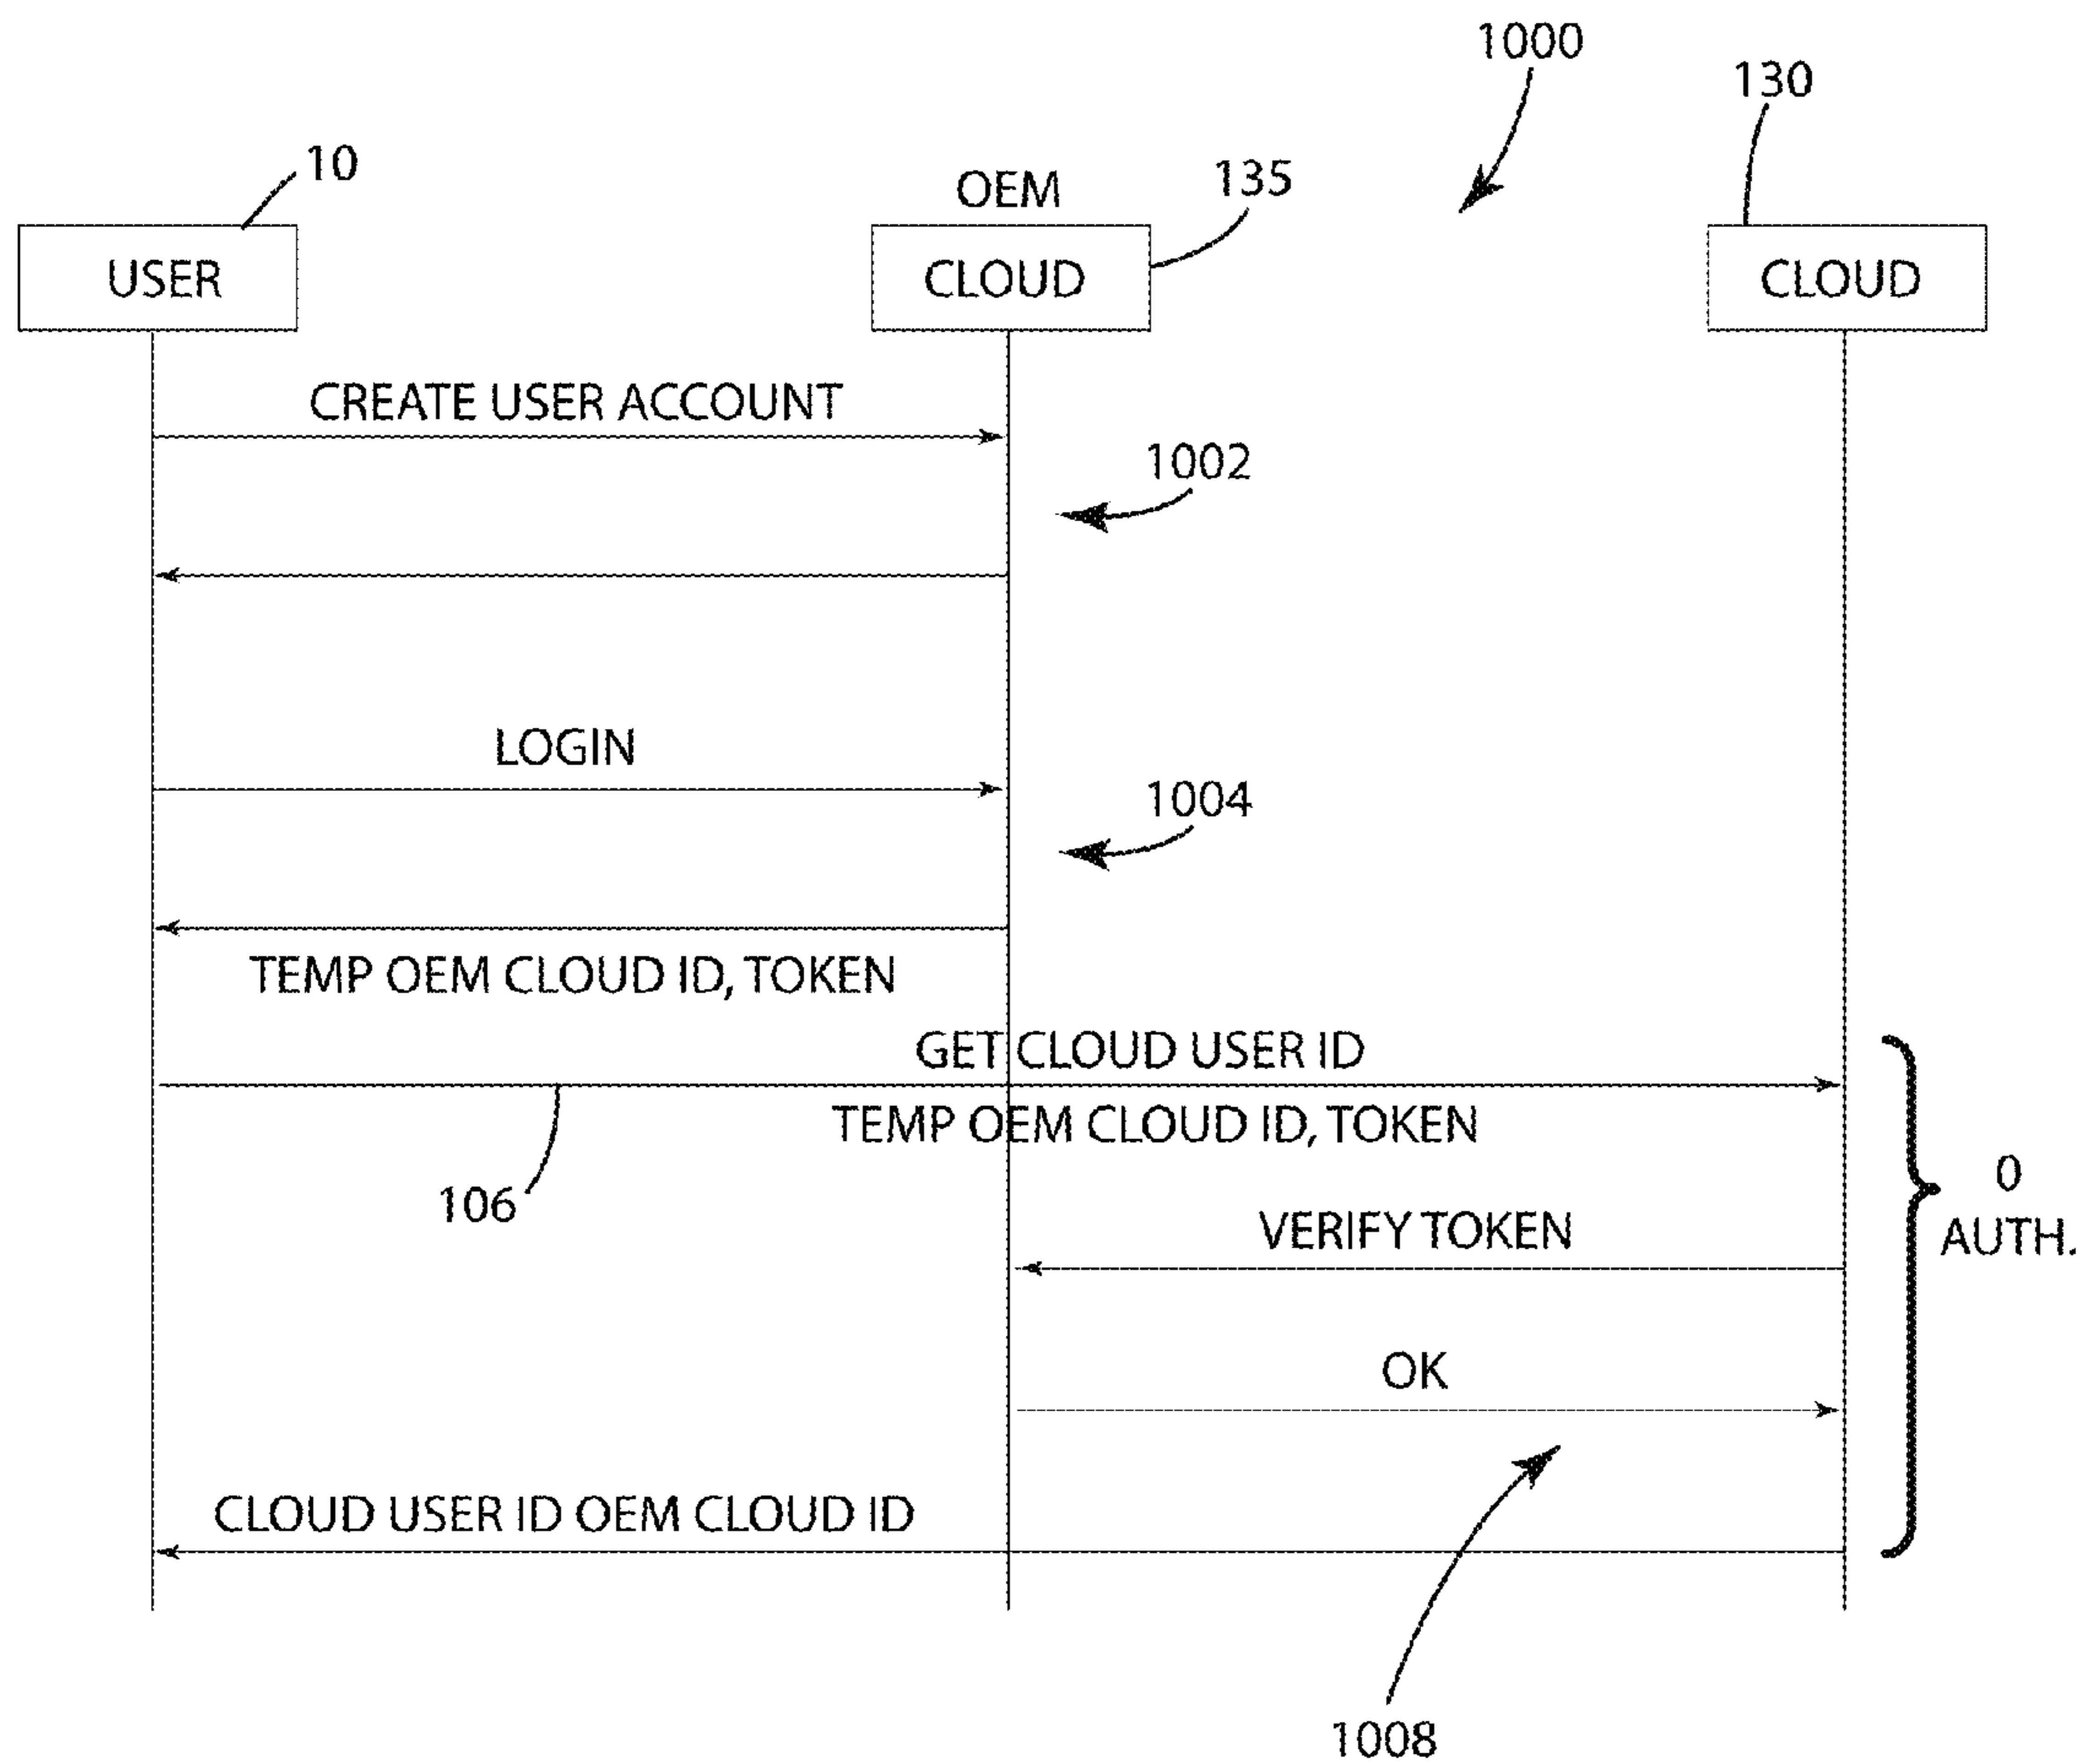 1000
130
10
OEM
135
USER
CLOUD
CLOUD
CREATE USER ACCOUNT
1002
LOGIN
1004
TEMP OEM CLOUD ID, TOKEN
GET CLOUD USER ID
TEMP OEM CLOUD ID, TOKEN
106
0
AUTH.
VERIFY TOKEN
OK
CLOUD USER ID OEM CLOUD ID
1008